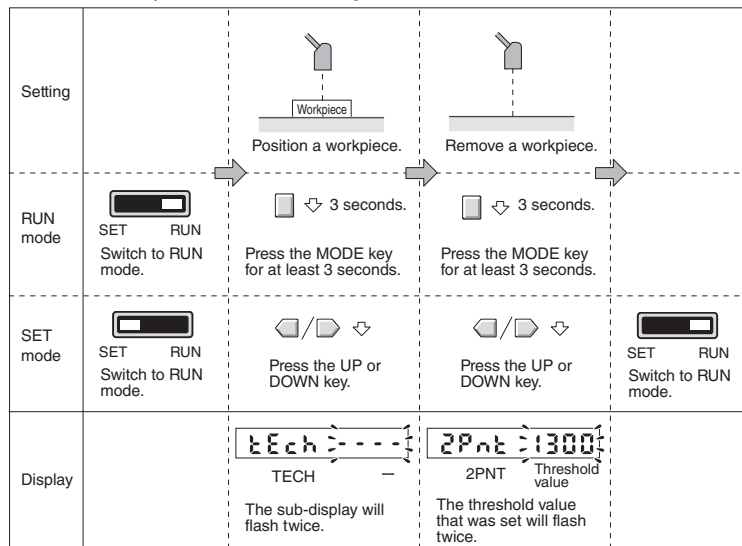 Setting
Workpiece
Position a workpiece.
Remove a workpiece.
RUN
mode
SET RUN
Switch to RUN
mode.
3 seconds.
Press the MODE key
for at least 3 seconds.
3 seconds.
Press the MODE key
for at least 3 seconds.
SET
mode
SET RUN
Switch to RUN
mode.
/
Press the UP or
DOWN key.
/
Press the UP or
DOWN key.
SET RUN
Switch to RUN
mode.
Display
tEch ----
TECH —
The sub-display will
flash twice.
2Pnt 1300
2PNT Threshold
value
The threshold value
that was set will flash
twice.